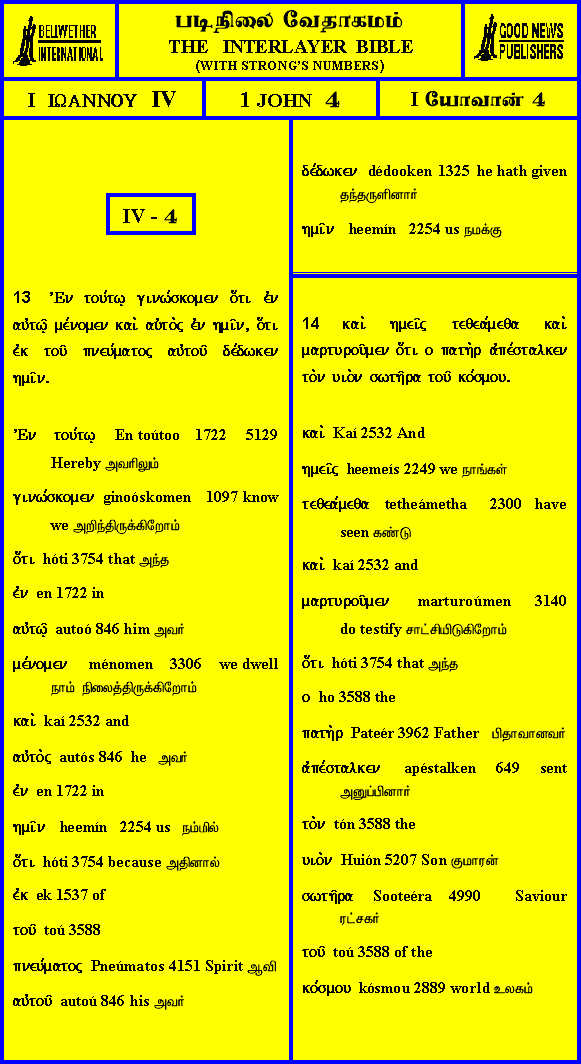 BELLWETHER
INTERNATIONAL
படிநிலை வேதாகமம்
THE INTERLAYER BIBLE
(WITH STRONG'S NUMBERS)
GOOD NEWS
PUBLISHERS
I ΙΩΑΝΝΟΥ IV
1 JOHN 4
I யோவான் 4
IV - 4
13 Ἐν τούτῳ γινώσκομεν ὅτι ἐν
αὐτῷ μένομεν καὶ αὐτὸς ἐν ημῖν, ὅτι
ἐκ τοῦ πνεύματος αὐτοῦ δέδωκεν
ημῖν.
Ἐν τούτῳ En toútoo 1722 5129
Hereby அவரிலும்
γινώσκομεν ginoóskomen 1097 know
we அறிந்திருக்கிறோம்
ὅτι hóti 3754 that அந்த
ἐν en 1722 in
αὐτῷ autoó 846 him அவர்
μένομεν ménomen 3306 we dwell
நாம் நிலைத்திருக்கிறோம்
καὶ kaí 2532 and
αὐτὸς autós 846 he அவர்
ἐν en 1722 in
ημῖν heemín 2254 us நம்மில்
ὅτι hóti 3754 because அதினால்
ἐκ ek 1537 of
τοῦ toú 3588
πνεύματος Pneúmatos 4151 Spirit ஆவி
αὐτοῦ autoú 846 his அவர்
δέδωκεν dédooken 1325 he hath given
தந்தருளினார்
ημῖν heemín 2254 us நமக்கு
14 καὶ ημεῖς τεθεάμεθα καὶ
μαρτυροῦμεν ὅτι ο πατὴρ ἀπέσταλκεν
τὸν υιὸν σωτῆρα τοῦ κόσμου.
καὶ Kaí 2532 And
ημεῖς heemeís 2249 we நாங்கள்
τεθεάμεθα tetheámetha 2300 have
seen கண்டு
καὶ kaí 2532 and
μαρτυροῦμεν marturoúmen 3140
do testify சாட்சியிடுகிறோம்
ὅτι hóti 3754 that அந்த
ο ho 3588 the
πατὴρ Pateér 3962 Father பிதாவானவர்
ἀπέσταλκεν apéstalken 649 sent
அனுப்பினார்
τὸν tón 3588 the
υιὸν Huión 5207 Son குமாரன்
σωτῆρα Sooteéra 4990 Saviour
ரட்சகர்
τοῦ toú 3588 of the
κόσμου kósmou 2889 world உலகம்